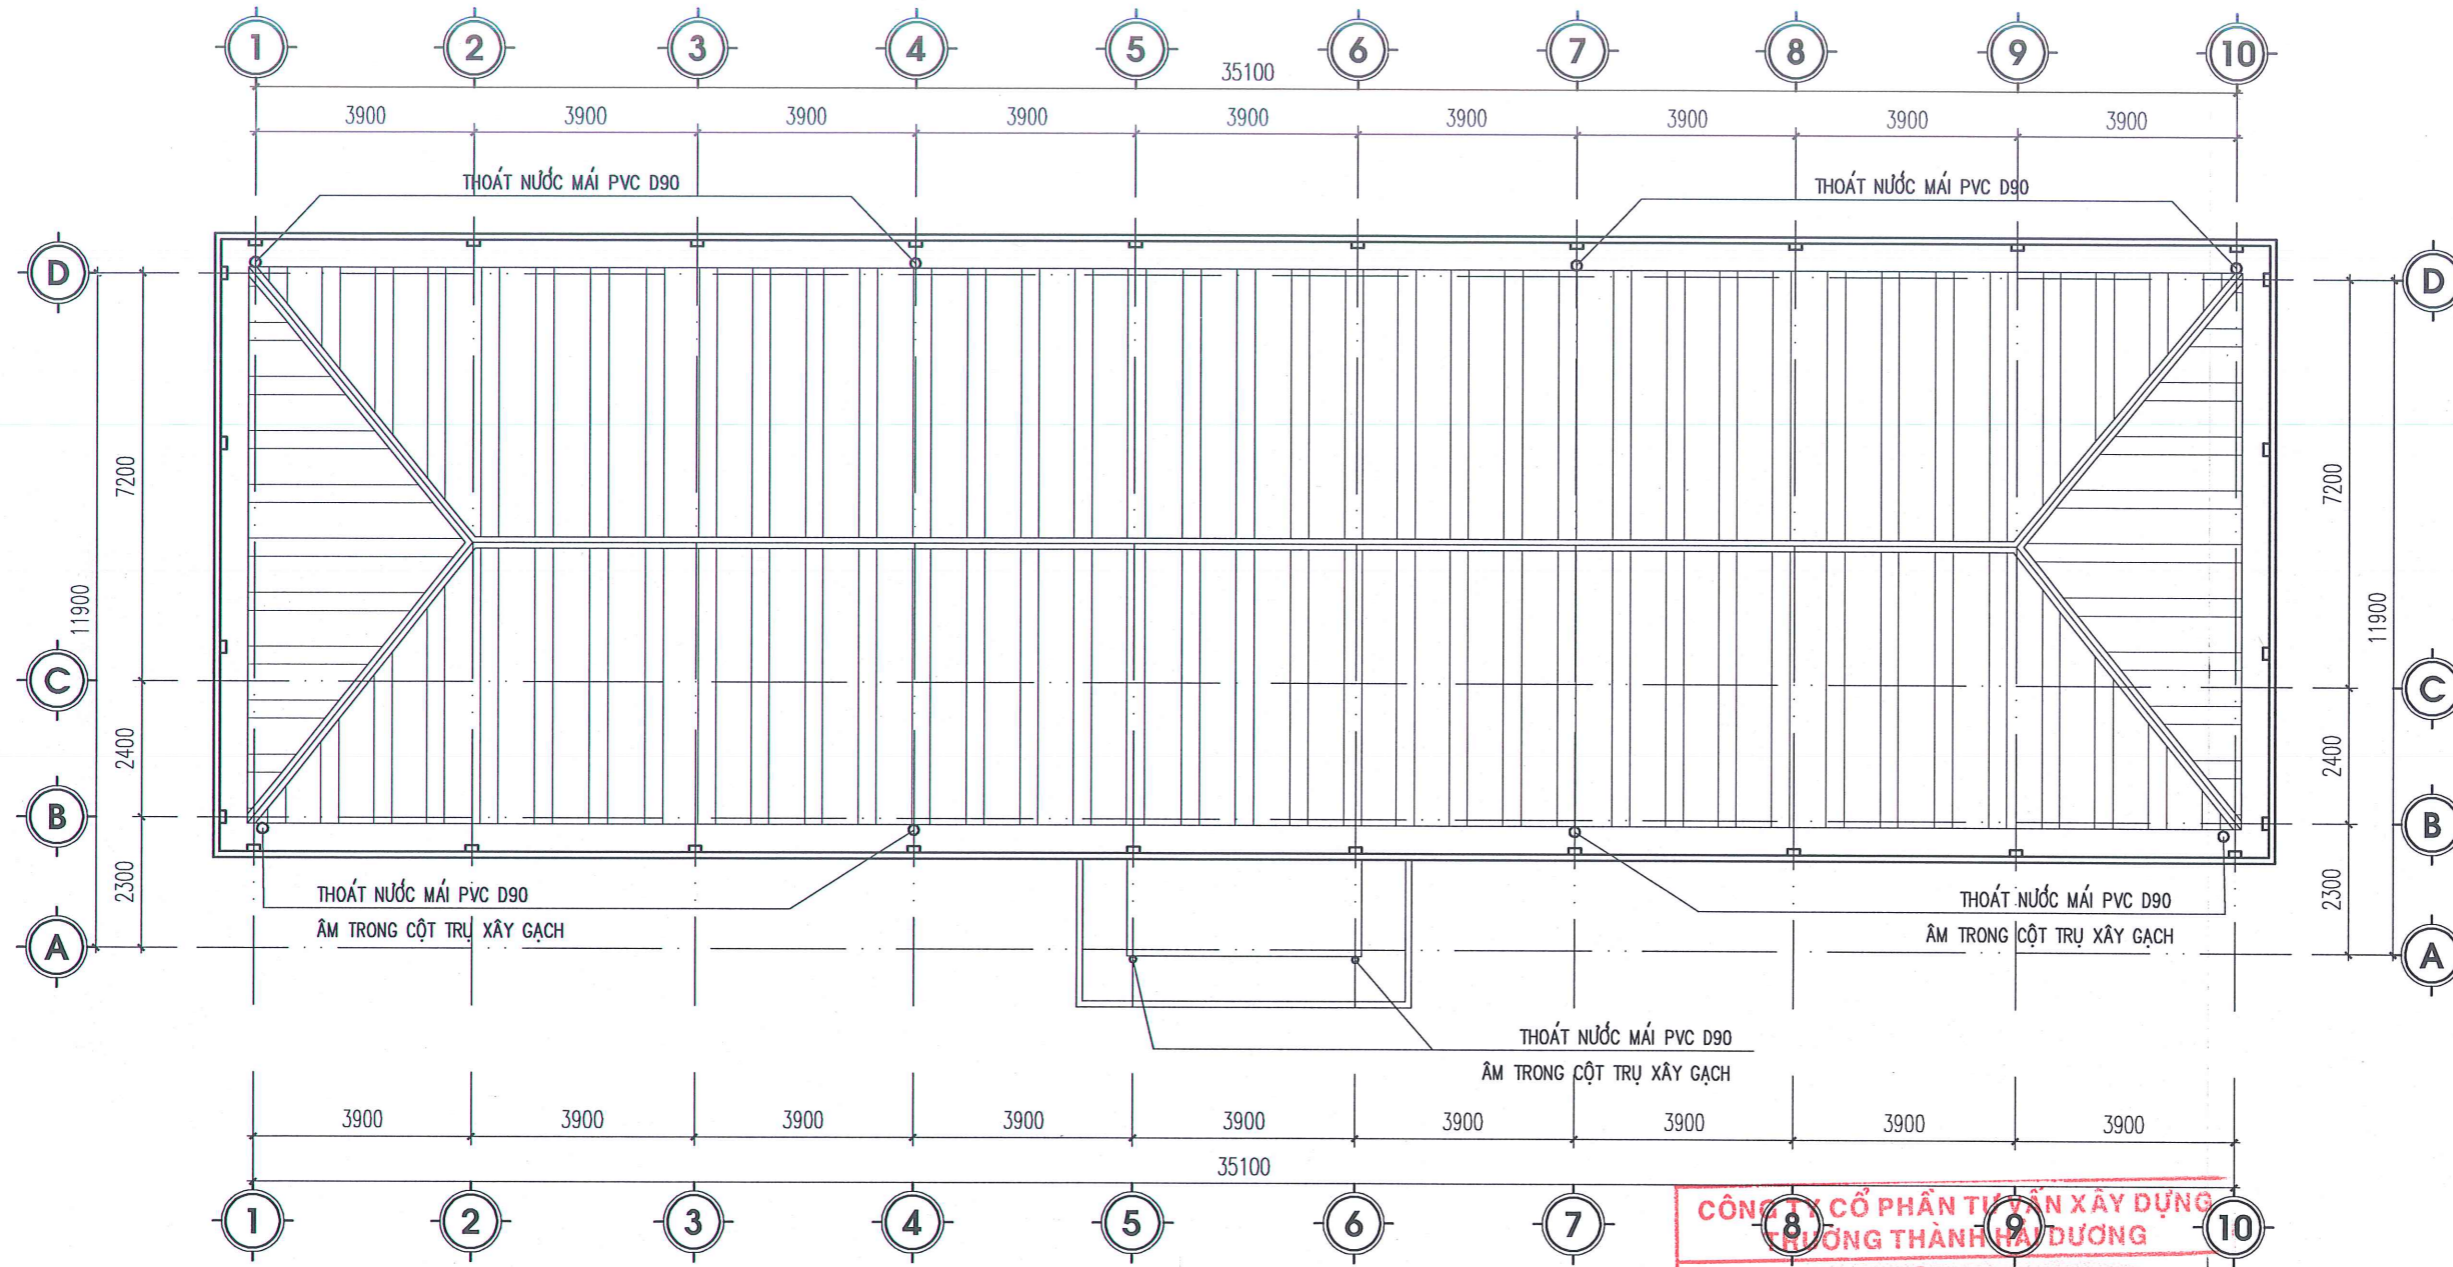 1 2 3 4 5 6 7 8 9 10
35100
3900 3900 3900 3900 3900 3900 3900 3900 3900
THOÁT NƯỚC MÁI PVC D90
THOÁT NƯỚC MÁI PVC D90
D
D
7200
7200
11900
11900
C
C
2400
2400
B
B
2300
2300
THOÁT NƯỚC MÁI PVC D90
ÂM TRONG CỘT TRỤ XÂY GẠCH
THOÁT NƯỚC MÁI PVC D90
ÂM TRONG CỘT TRỤ XÂY GẠCH
A
A
THOÁT NƯỚC MÁI PVC D90
ÂM TRONG CỘT TRỤ XÂY GẠCH
3900 3900 3900 3900 3900 3900 3900 3900 3900
35100
1 2 3 4 5 6 7 8 9 10
CÔNG TY CỔ PHẦN TƯ VẤN XÂY DỰNG
TRƯỜNG THÀNH HẢI DƯƠNG